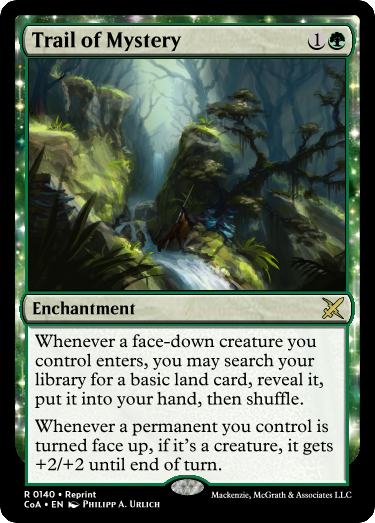 Trail of Mystery 1
Enchantment
Whenever a face-down creature you
control enters, you may search your
library for a basic land card, reveal it,
put it into your hand, then shuffle.
Whenever a permanent you control is
turned face up, if it's a creature, it gets
+2/+2 until end of turn.
R 0140 • Reprint
CoA • EN Philipp A. Urlich
Mackenzie, McGrath & Associates LLC